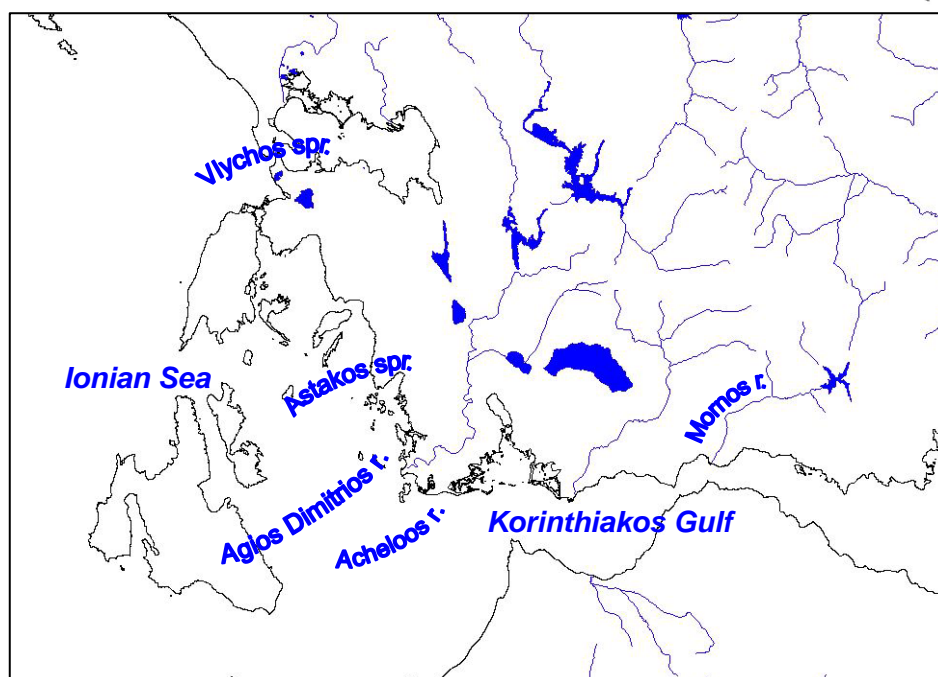 Vlychos spr.
Ionian Sea
Astakos spr.
Mornos r.
Agios Dimitrios r.
Acheloos r.
Korinthiakos Gulf